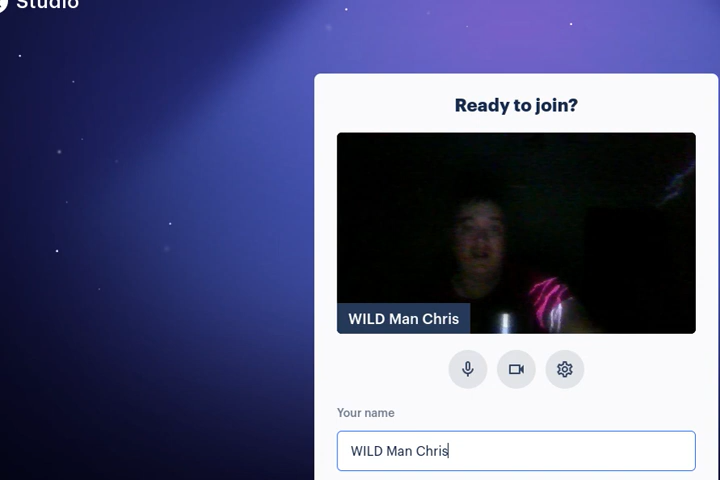 Studio
Ready to join?
WILD Man Chris
Your name
WILD Man Chris